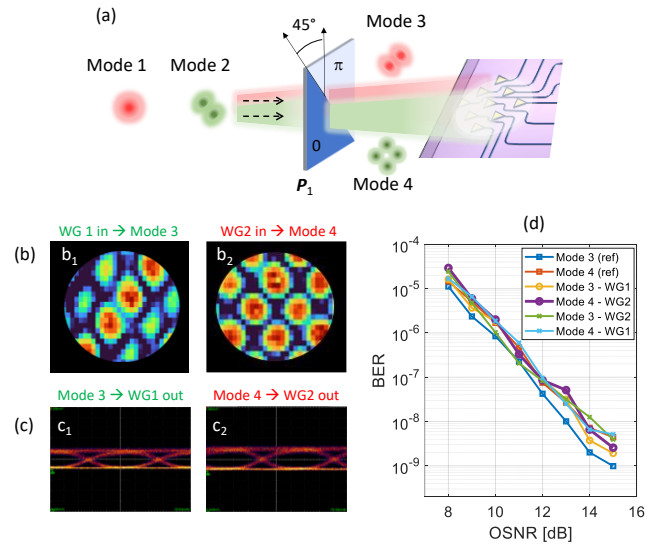 (a)
45°
Mode 3
Mode 1
Mode 2
π
0
P1
Mode 4
WG 1 in → Mode 3
WG2 in → Mode 4
(d)
(b)
b1
b2
10-4
10-5
10-6
10-7
10-8
10-9
BER
Mode 3 (ref)
Mode 4 (ref)
Mode 3 - WG1
Mode 4 - WG2
Mode 3 - WG2
Mode 4 - WG1
8
10
12
14
16
OSNR [dB]
Mode 3 → WG1 out
Mode 4 → WG2 out
(c)
c1
c2